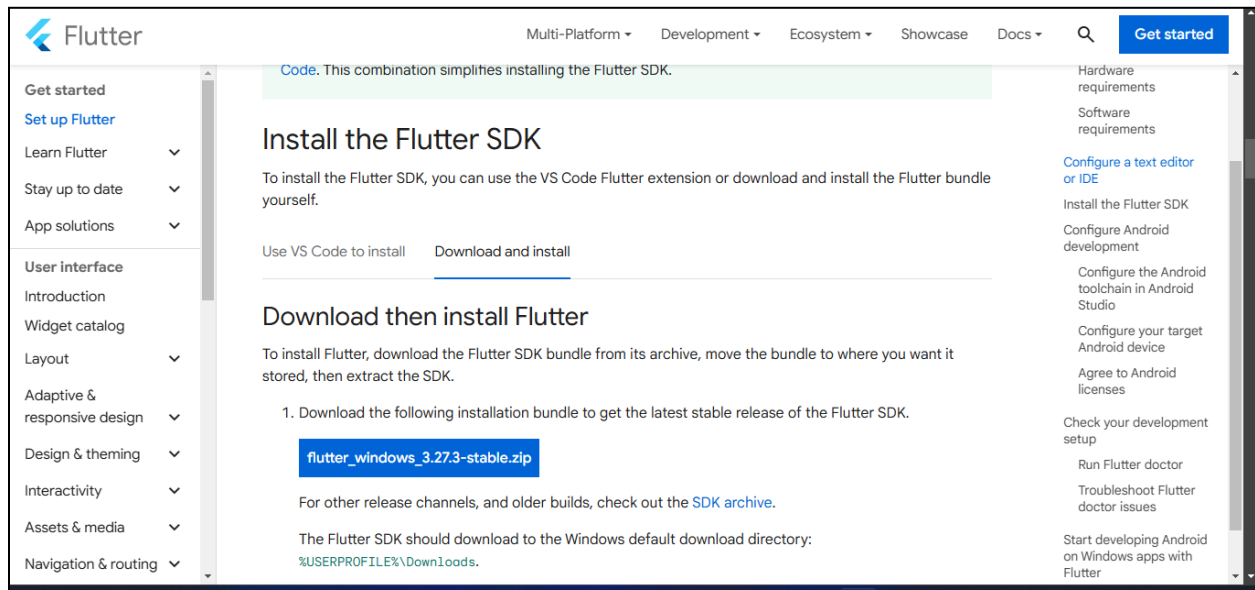 Flutter
Multi-Platform
Development
Ecosystem
Showcase
Docs
Get started
Get started
Set up Flutter
Learn Flutter
Stay up to date
App solutions
User interface
Introduction
Widget catalog
Layout
Adaptive &
responsive design
Design & theming
Interactivity
Assets & media
Navigation & routing
Code. This combination simplifies installing the Flutter SDK.
Install the Flutter SDK
To install the Flutter SDK, you can use the VS Code Flutter extension or download and install the Flutter bundle
yourself.
Use VS Code to install
Download and install
Download then install Flutter
To install Flutter, download the Flutter SDK bundle from its archive, move the bundle to where you want it
stored, then extract the SDK.
1. Download the following installation bundle to get the latest stable release of the Flutter SDK.
flutter_windows_3.27.3-stable.zip
For other release channels, and older builds, check out the SDK archive.
The Flutter SDK should download to the Windows default download directory:
%USERPROFILE%\Downloads.
Hardware
requirements
Software
requirements
Configure a text editor
or IDE
Install the Flutter SDK
Configure Android
development
Configure the Android
toolchain in Android
Studio
Configure your target
Android device
Agree to Android
licenses
Check your development
setup
Run Flutter doctor
Troubleshoot Flutter
doctor issues
Start developing Android
on Windows apps with
Flutter